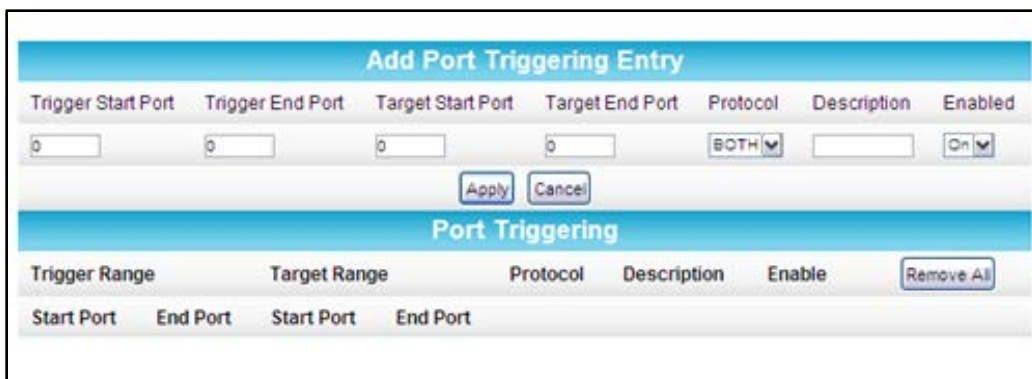 Add Port Triggering Entry
Trigger Start Port Trigger End Port Target Start Port Target End Port Protocol Description Enabled
0 0 0 0 BOTH On
Apply Cancel
Port Triggering
Trigger Range Target Range Protocol Description Enable Remove All
Start Port End Port Start Port End Port